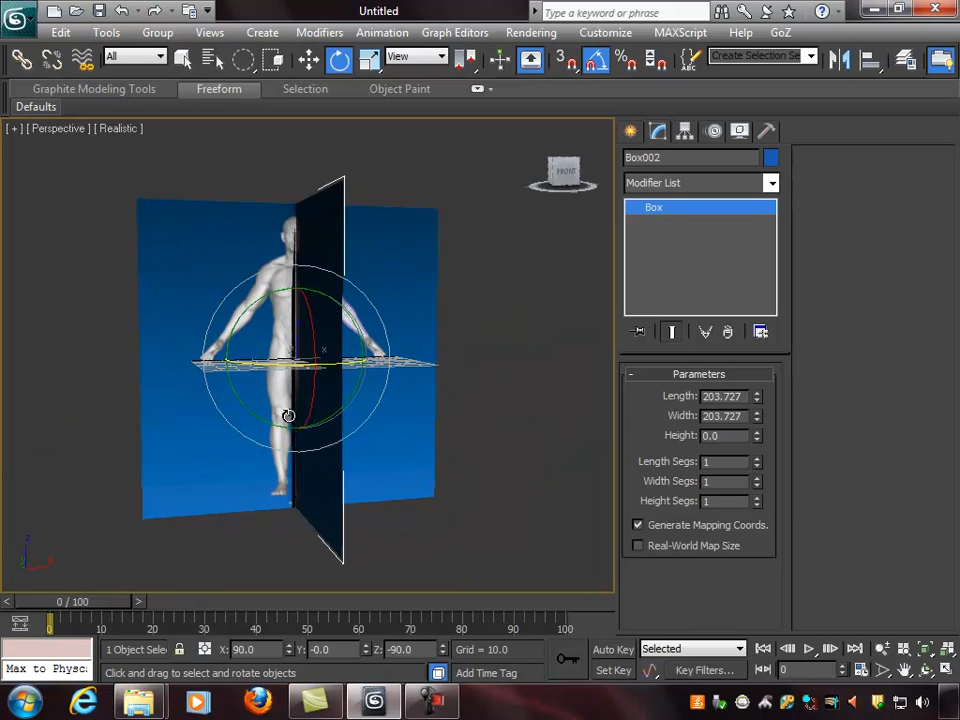 Untitled
Type a keyword or phrase
Edit Tools Group Views Create Modifiers Animation Graph Editors Rendering Customize MAXScript Help GoZ
All View 3 Create Selection Se
Graphite Modeling Tools Freeform Selection Object Paint
Defaults
[ + ] [ Perspective ] [ Realistic ]
FRONT
Box002
Modifier List
Box
x
z
- Parameters
Length: 203.727
Width: 203.727
Height: 0.0
Length Segs: 1
Width Segs: 1
Height Segs: 1
Generate Mapping Coords.
Real-World Map Size
< 0 / 100 >
0 10 20 30 40 50 60 70 80 90 100
1 Object Selec X: 90.0 Y: -0.0 Z: -90.0 Grid = 10.0 Auto Key Selected
Max to Physc Click and drag to select and rotate objects Add Time Tag Set Key Key Filters... 0